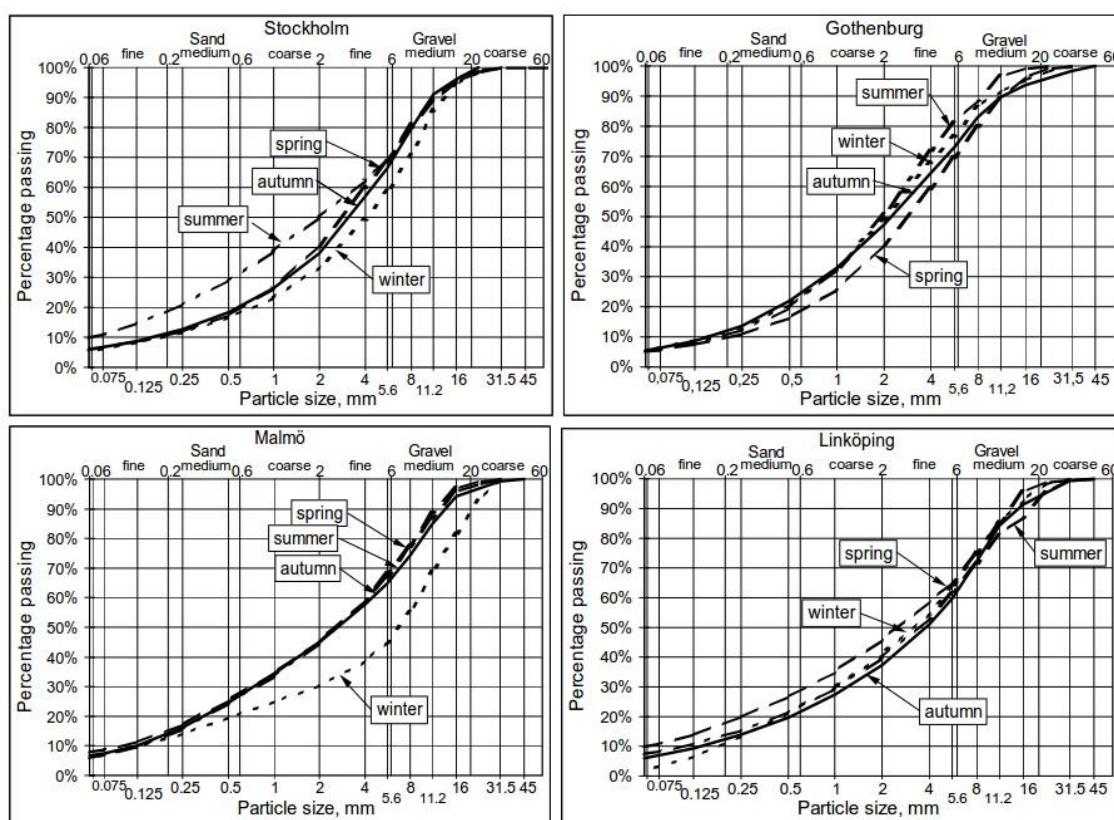 Stockholm
Sand Gravel
0,06 fine 0,2 medium 0,6 coarse 2 fine 6 medium 20 coarse 60
Percentage passing
100%
90%
80%
70%
60%
50%
40%
30%
20%
10%
0%
spring
autumn
summer
winter
0.075 0.125 0.25 0.5 1 2 4 5.6 8 11.2 16 31.5 45
Particle size, mm
Gothenburg
Sand Gravel
0,06 fine 0,2 medium 0,6 coarse 2 fine 6 medium 20 coarse 60
Percentage passing
100%
90%
80%
70%
60%
50%
40%
30%
20%
10%
0%
summer
winter
autumn
spring
0.075 0,125 0.25 0,5 1 2 4 5,6 8 11,2 16 31,5 45
Particle size, mm
Malmö
Sand Gravel
0,06 fine 0,2 medium 0,6 coarse 2 fine 6 medium 20 coarse 60
Percentage passing
100%
90%
80%
70%
60%
50%
40%
30%
20%
10%
0%
spring
summer
autumn
winter
0.075 0.125 0.25 0.5 1 2 4 5.6 8 11.2 16 31.5 45
Particle size, mm
Linköping
Sand Gravel
0,06 fine 0,2 medium 0,6 coarse 2 fine 6 medium 20 coarse 60
Percentage passing
100%
90%
80%
70%
60%
50%
40%
30%
20%
10%
0%
spring
summer
winter
autumn
0.075 0,125 0.25 0.5 1 2 4 5.6 8 11.2 16 31.5 45
Particle size, mm